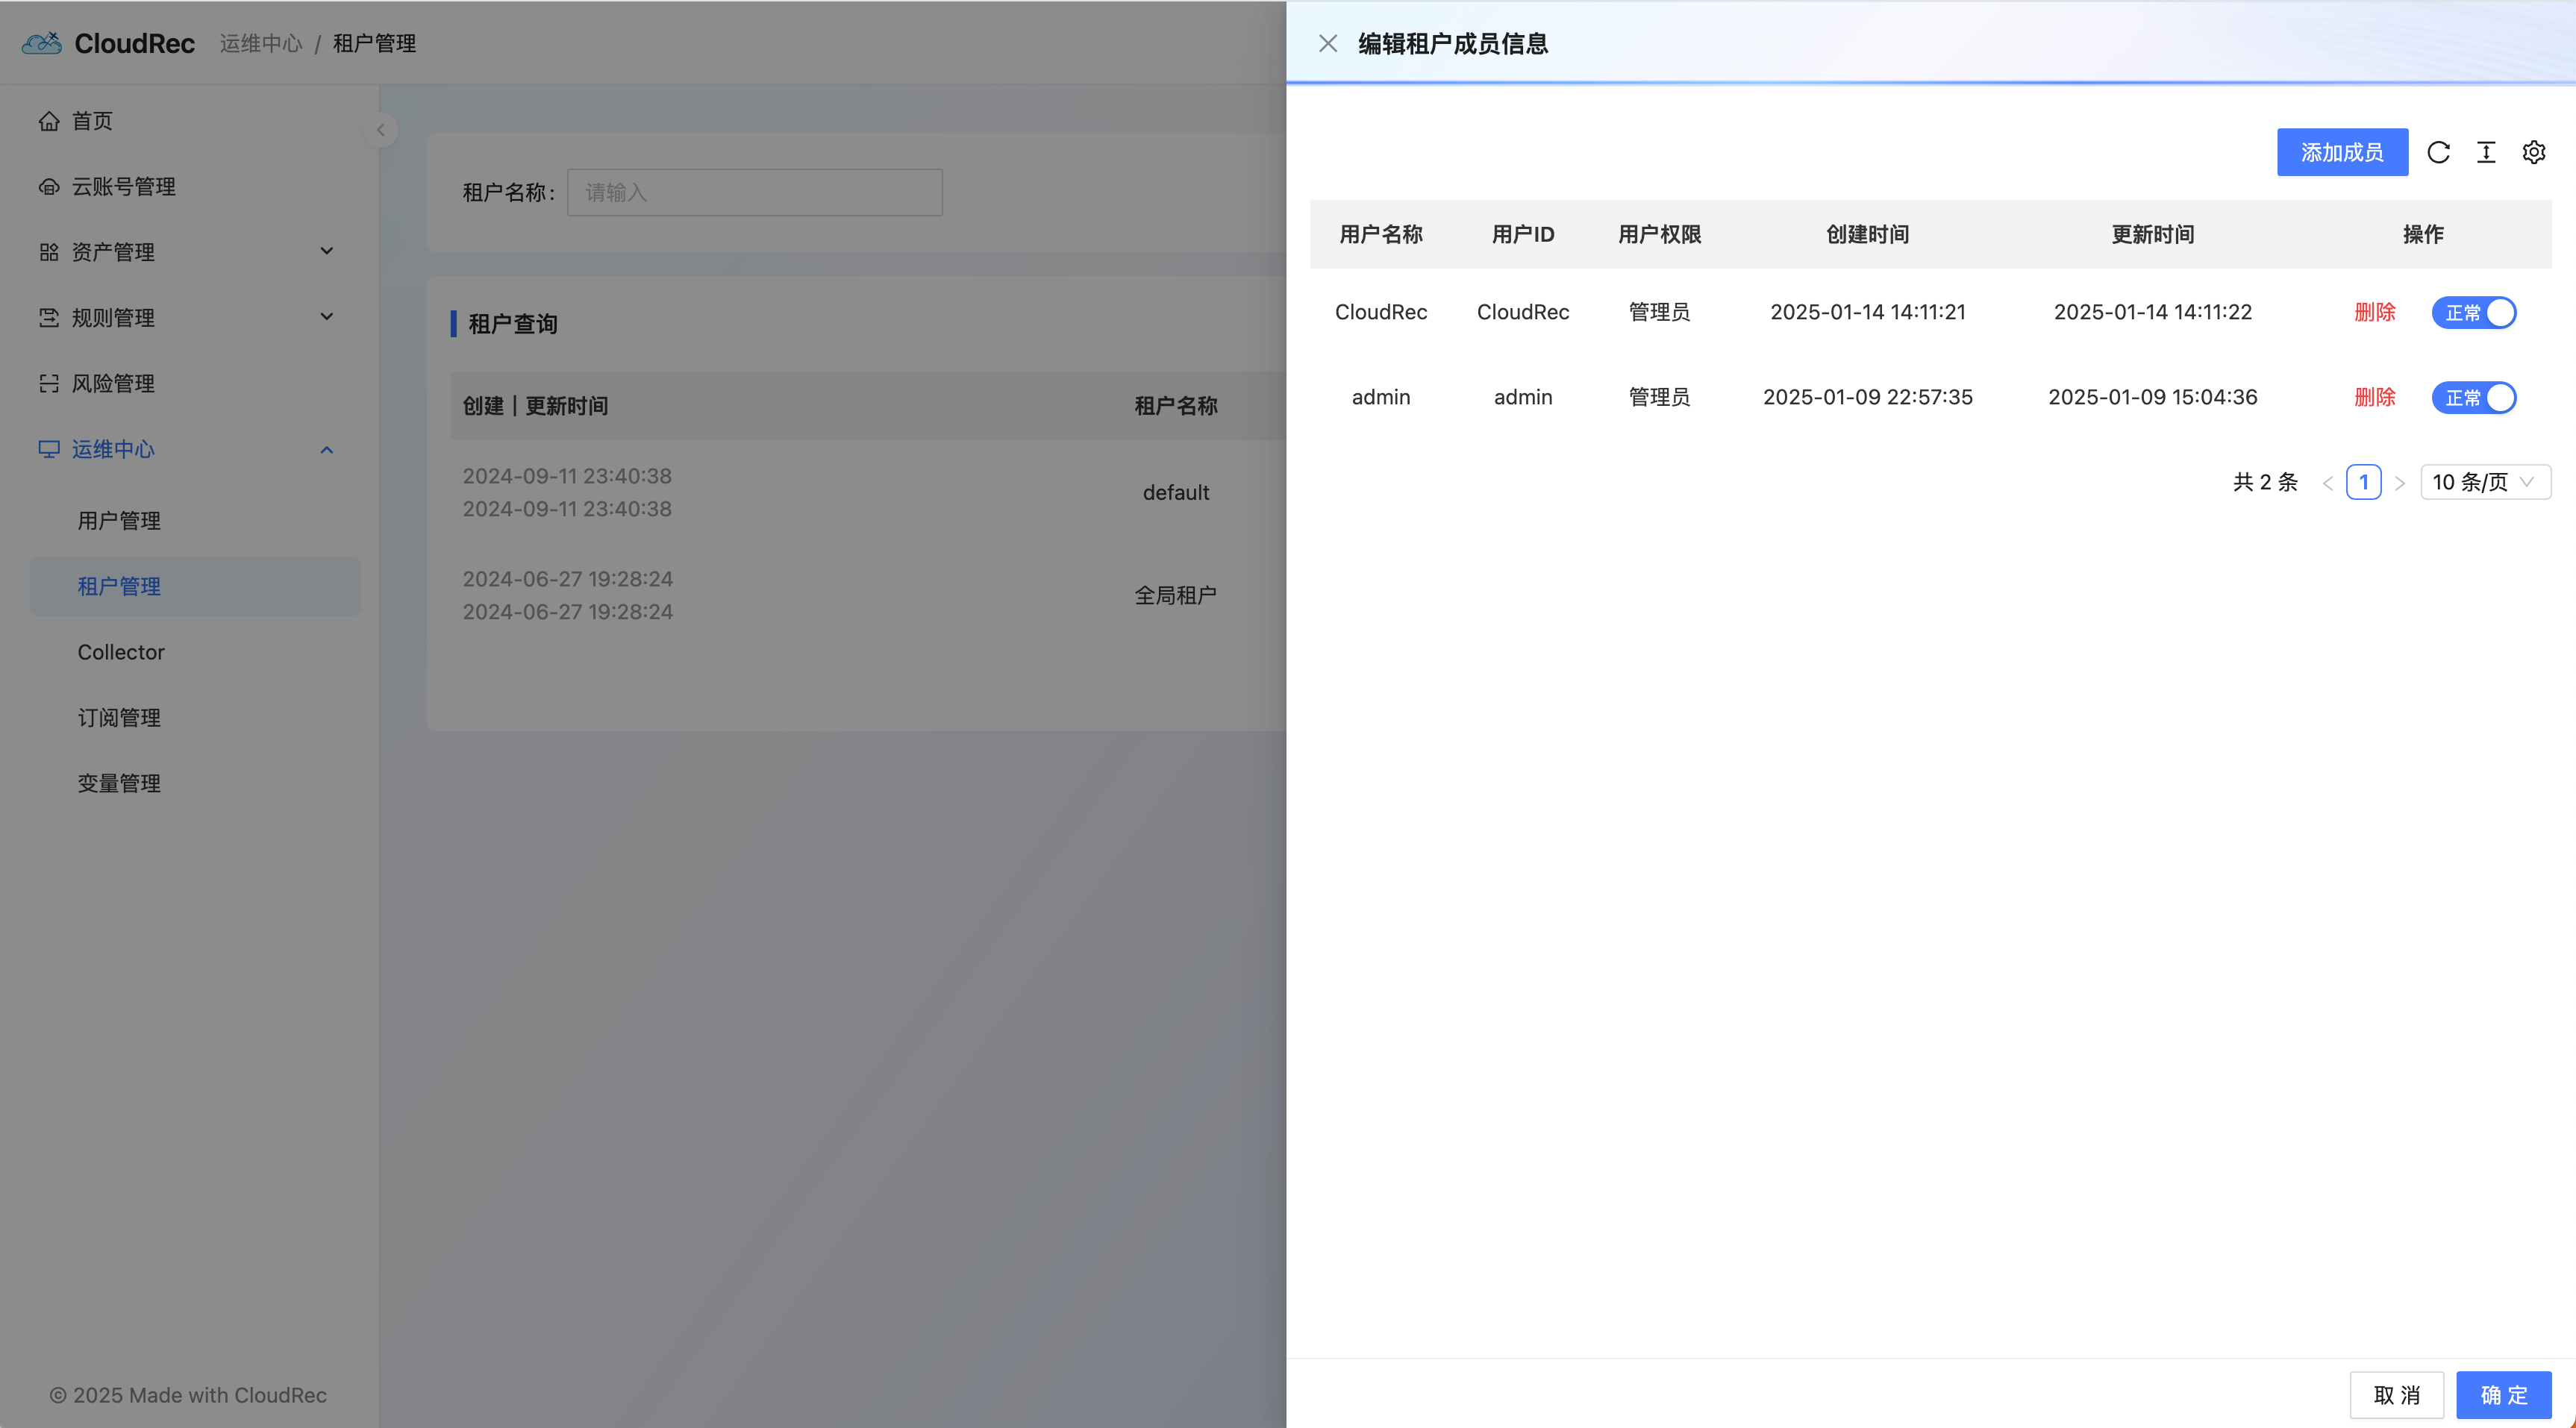 CloudRec 运维中心 / 租户管理
首页
云账号管理
资产管理
规则管理
风险管理
运维中心
用户管理
租户管理
Collector
订阅管理
变量管理
© 2025 Made with CloudRec
租户名称： 请输入
租户查询
创建｜更新时间 租户名称
2024-09-11 23:40:38
2024-09-11 23:40:38
default
2024-06-27 19:28:24
2024-06-27 19:28:24
全局租户
编辑租户成员信息
添加成员
用户名称 用户ID 用户权限 创建时间 更新时间 操作
CloudRec CloudRec 管理员 2025-01-14 14:11:21 2025-01-14 14:11:22 删除 正常
admin admin 管理员 2025-01-09 22:57:35 2025-01-09 15:04:36 删除 正常
共 2 条 < 1 > 10 条/页
取 消 确 定